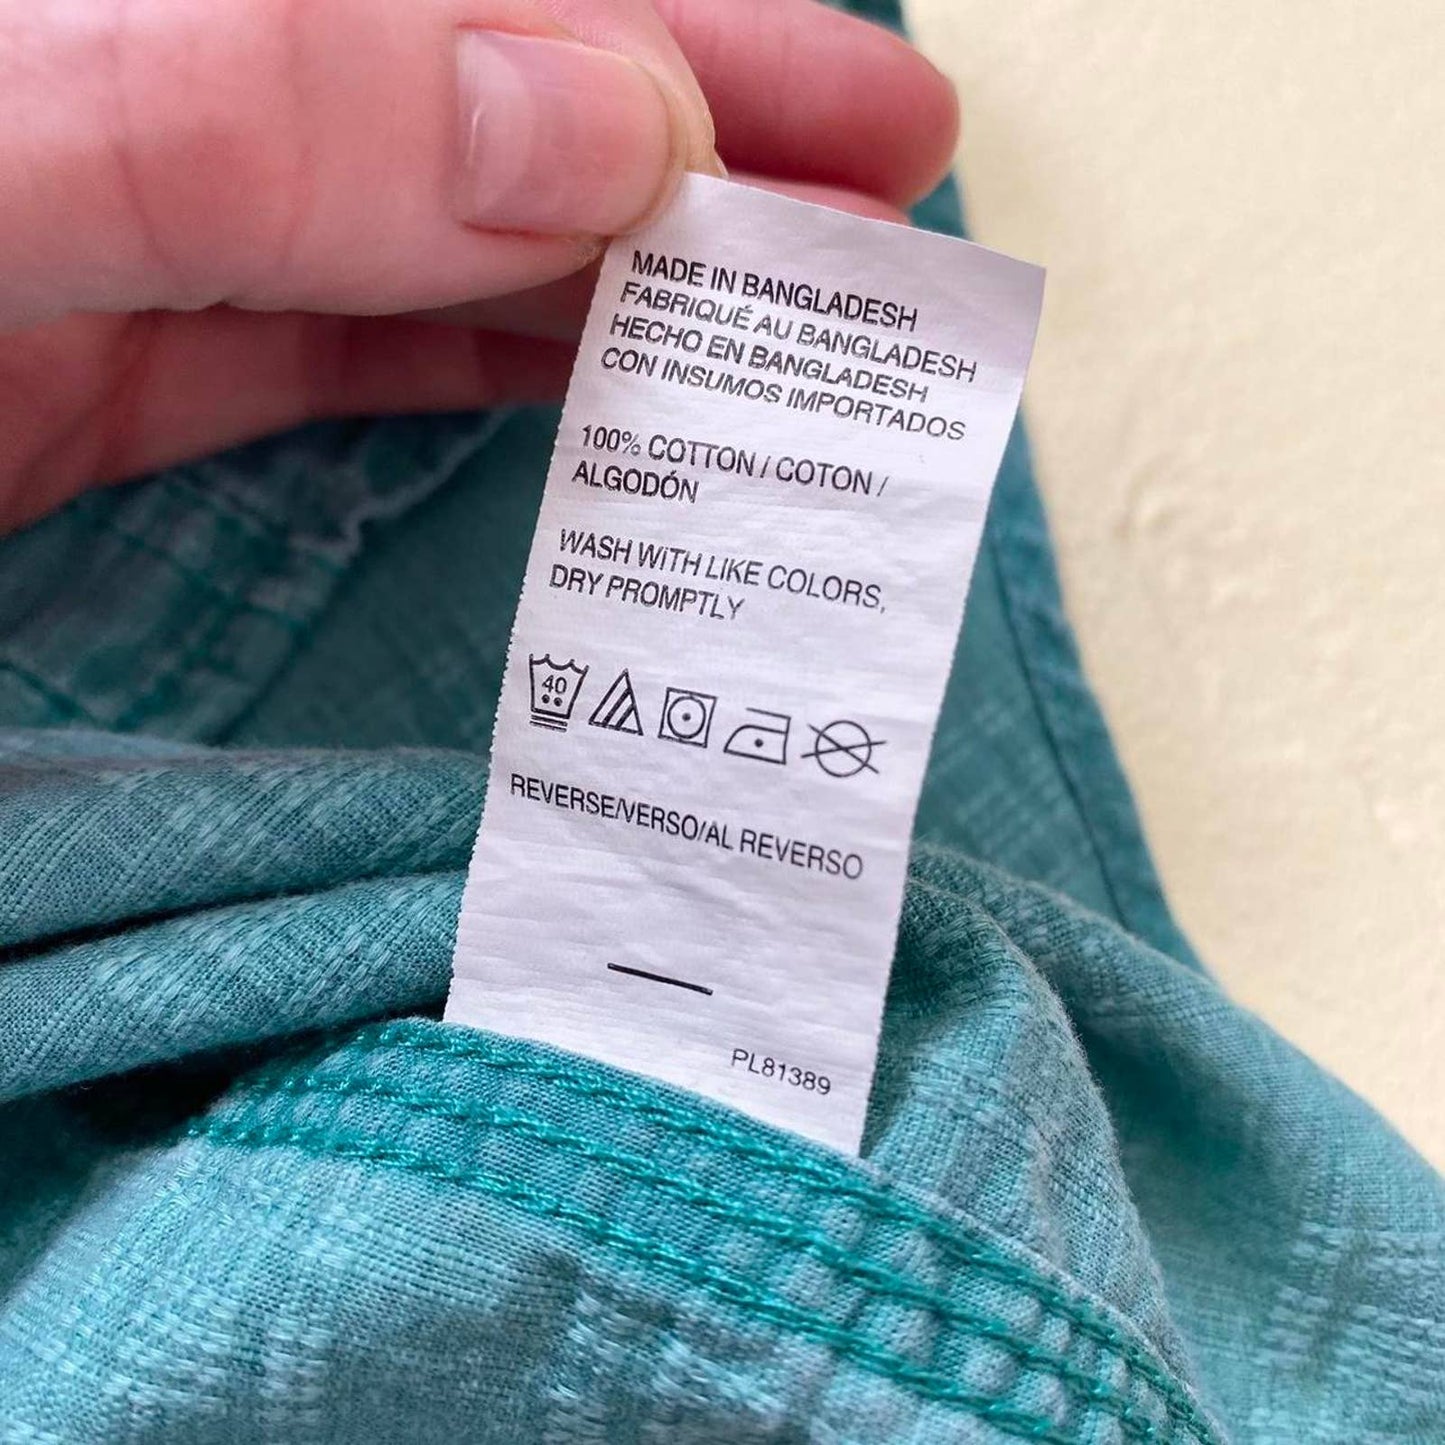 MADE IN BANGLADESH
FABRIQUÉ AU BANGLADESH
HECHO EN BANGLADESH
CON INSUMOS IMPORTADOS
100% COTTON / COTON /
ALGODÓN
WASH WITH LIKE COLORS,
DRY PROMPTLY
40
REVERSE/VERSO/AL REVERSO
PL81389